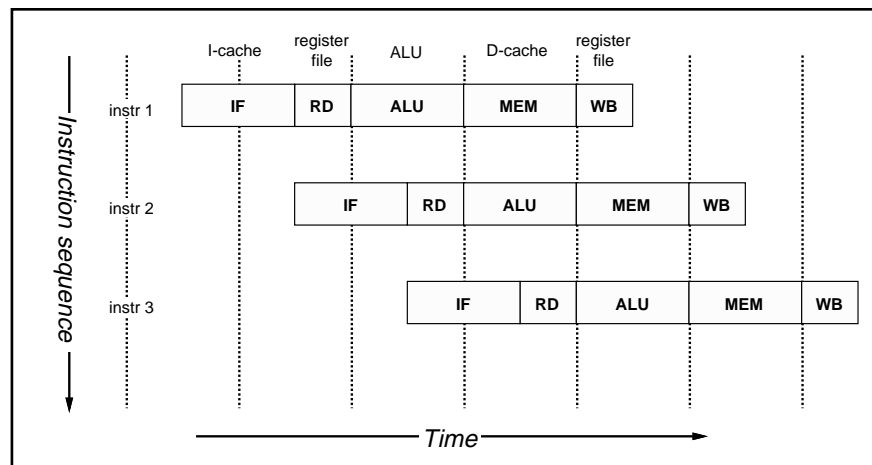 I-cache
register file
ALU
D-cache
register file
instr 1
IF RD ALU MEM WB
instr 2
IF RD ALU MEM WB
instr 3
IF RD ALU MEM WB
Instruction sequence
Time